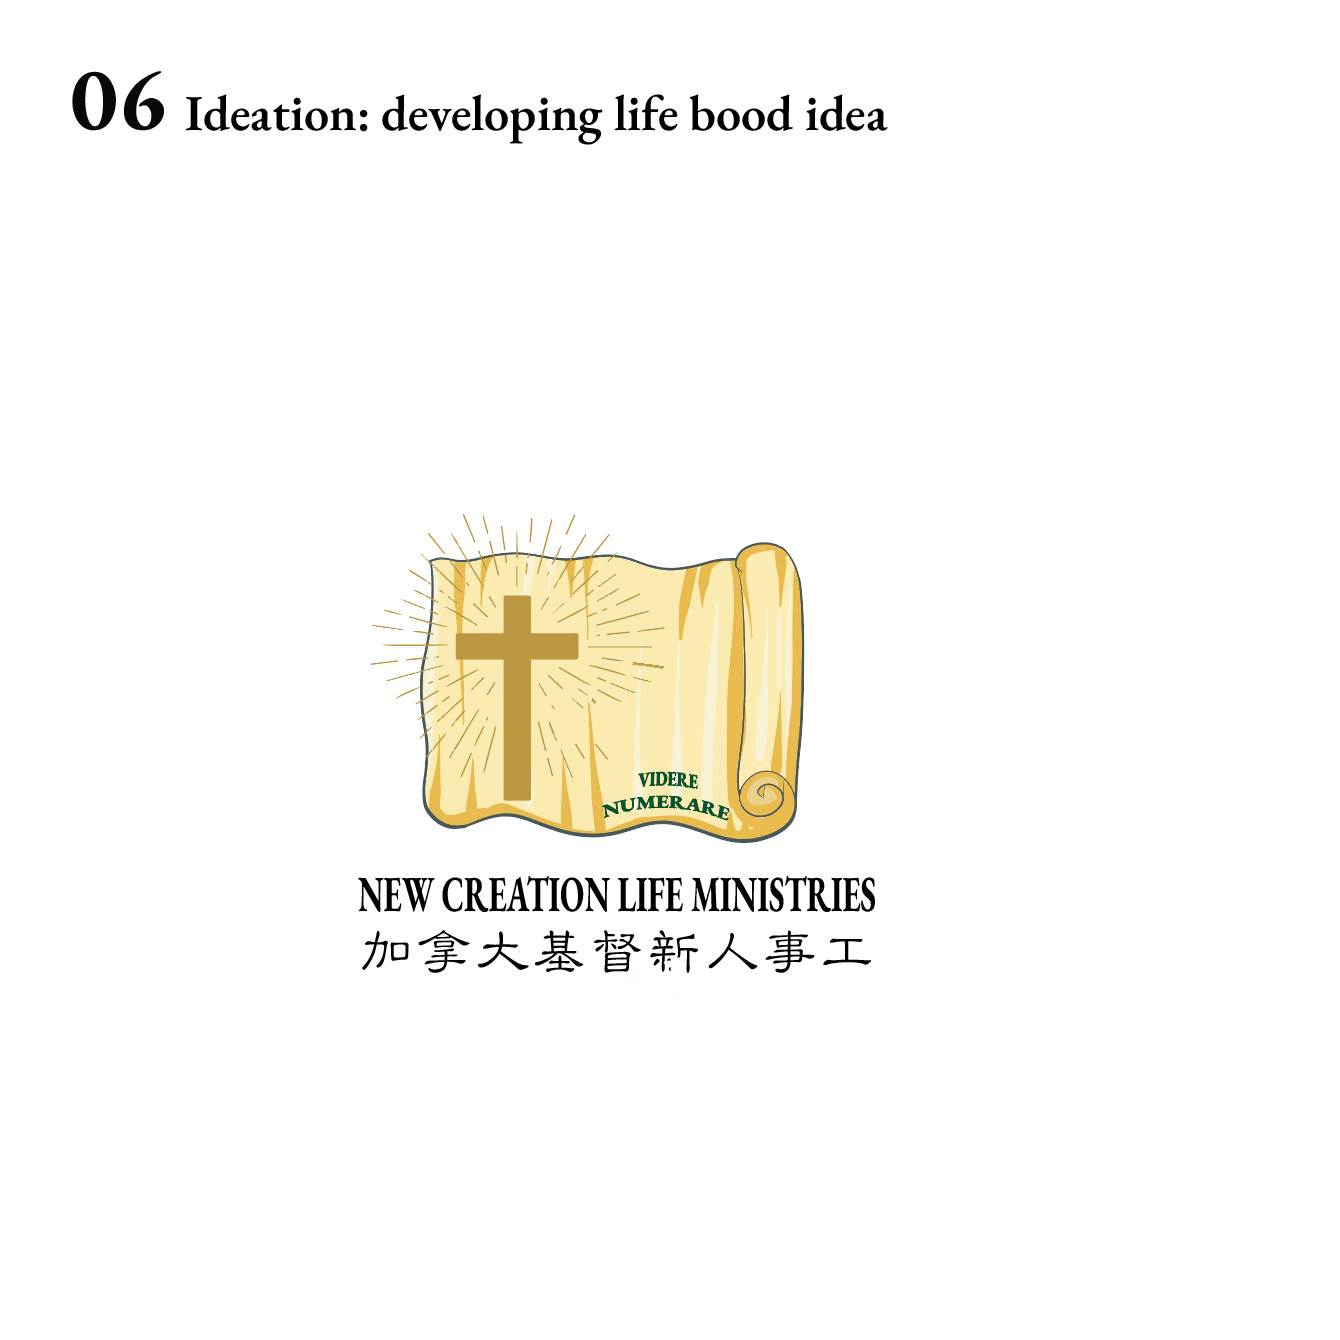 06 Ideation: developing life bood idea
VIDERE
NUMERARE
NEW CREATION LIFE MINISTRIES
加拿大基督新人事工